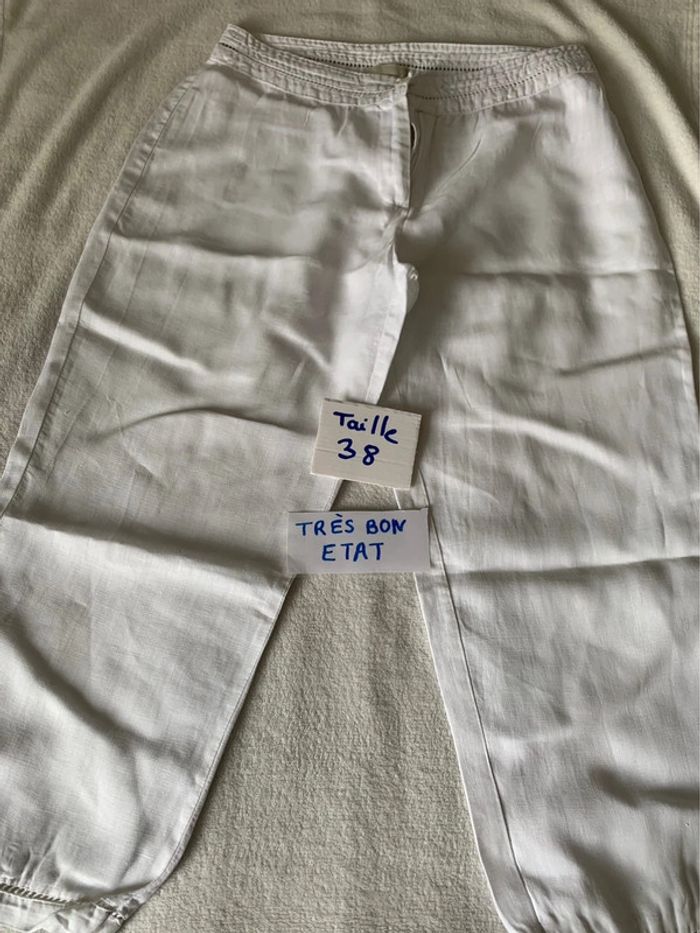 Taille
38
TRÈS BON
ETAT